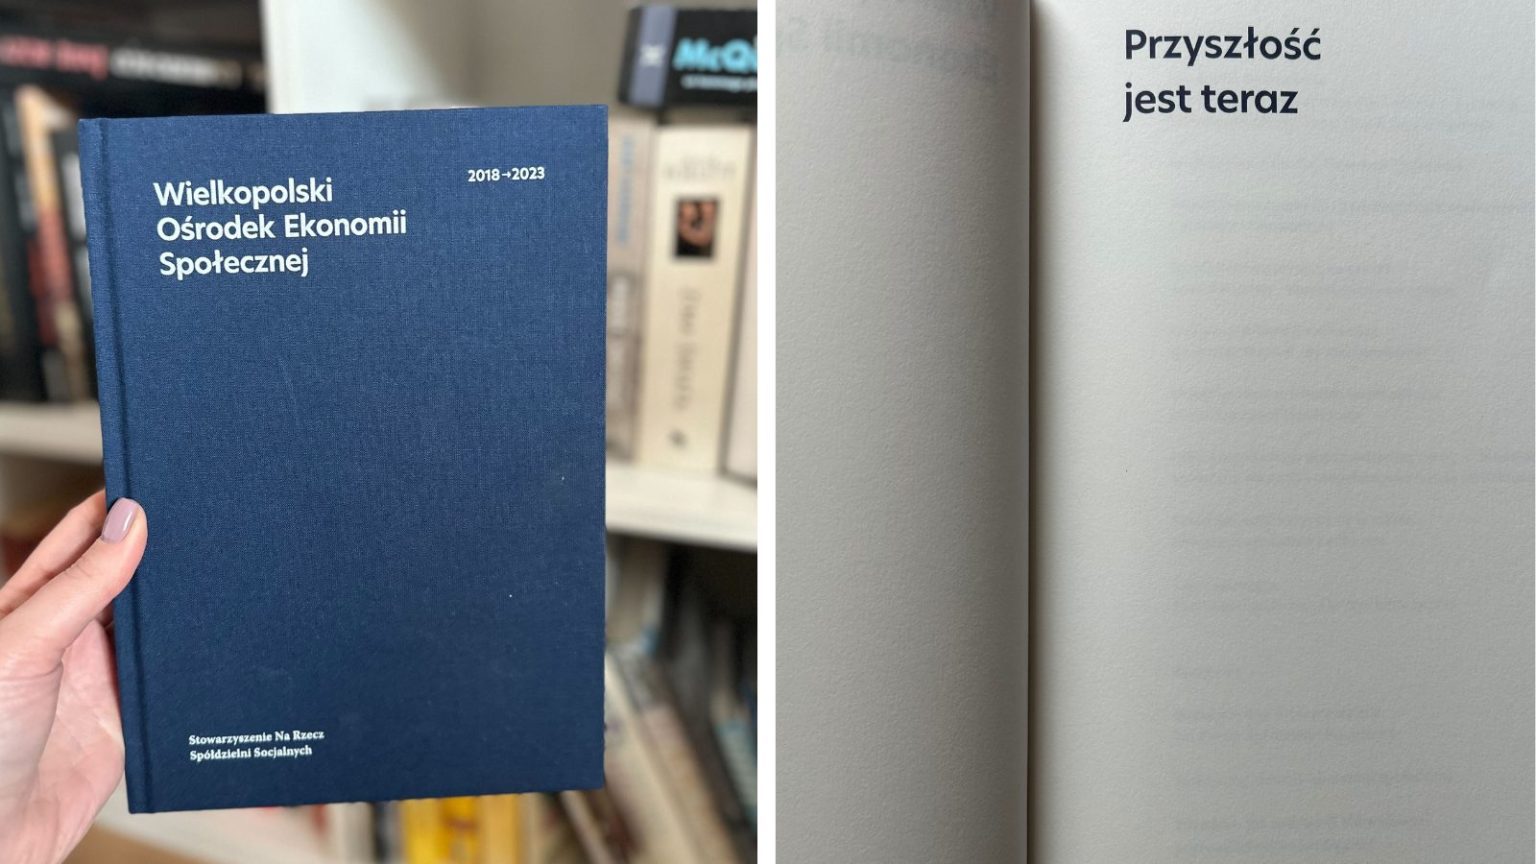 Wielkopolski
Ośrodek Ekonomii
Społecznej
2018→2023
Stowarzyszenie Na Rzecz
Spółdzielni Socjalnych
Przyszłość
jest teraz